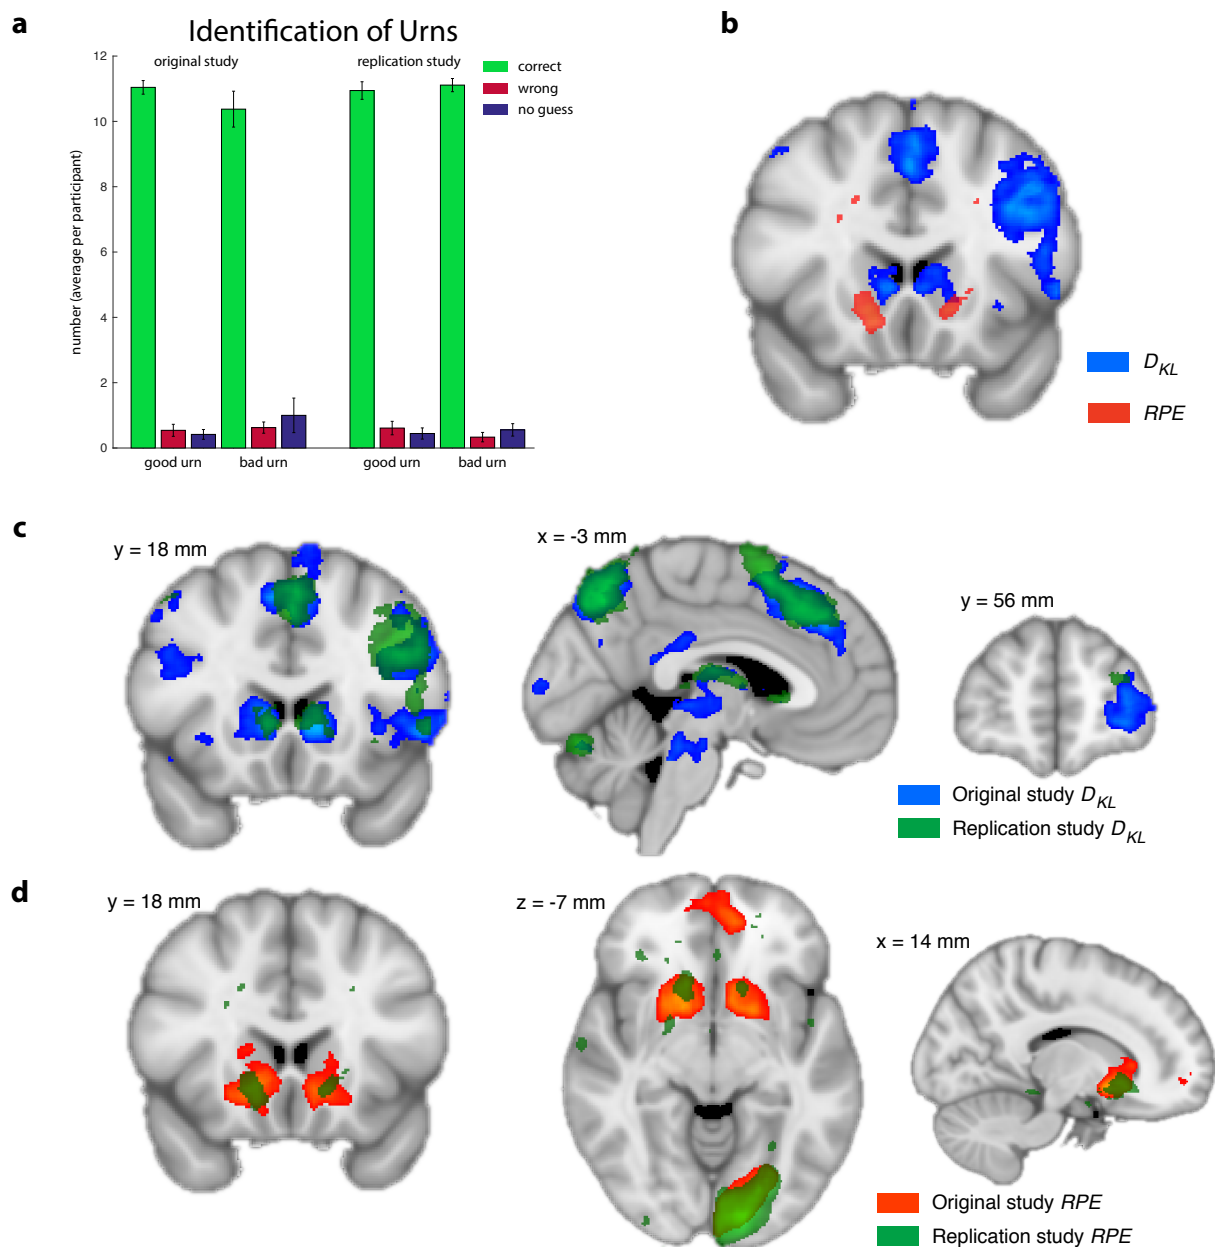 a
Identification of Urns
original study
replication study
correct
wrong
no guess
number (average per participant)
12
10
8
6
4
2
0
good urn
bad urn
good urn
bad urn
b
D_KL
RPE
c
y = 18 mm
x = -3 mm
y = 56 mm
Original study D_KL
Replication study D_KL
d
y = 18 mm
z = -7 mm
x = 14 mm
Original study RPE
Replication study RPE